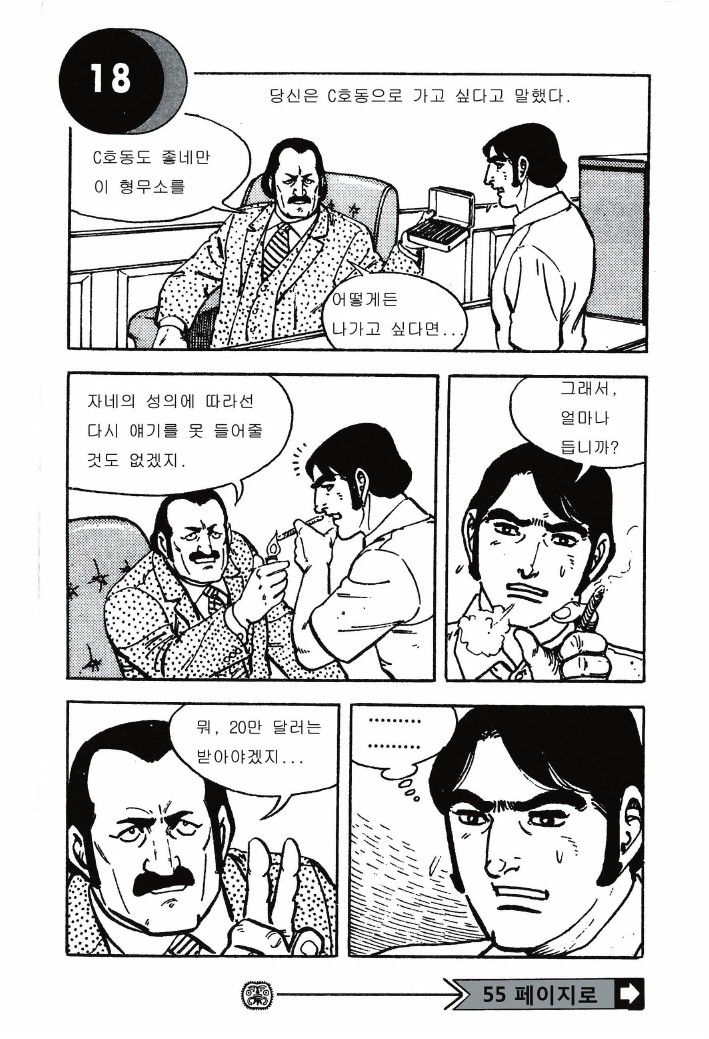 18
당신은 C호동으로 가고 싶다고 말했다.
C호동도 좋네만
이 형무소를
어떻게든
나가고 싶다면...
자네의 성의에 따라선
다시 얘기를 못 들어줄
것도 없겠지.
그래서,
얼마나
듭니까?
뭐, 20만 달러는
받아야겠지...
.........
.........
55 페이지로